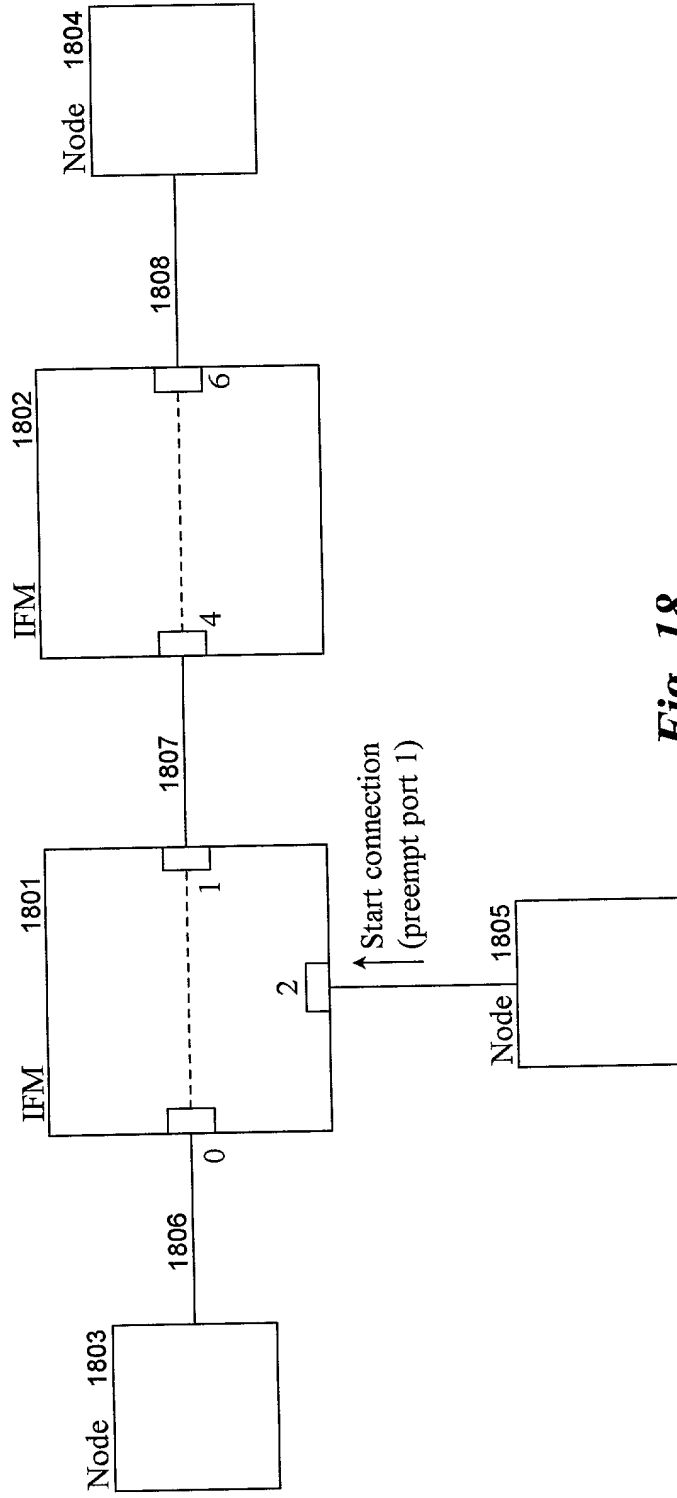 Node 1803
1806
IFM 1801
0
1
2
1807
IFM 1802
4
6
1808
Node 1804
Start connection
(preempt port 1)
Node 1805
Fig. 18